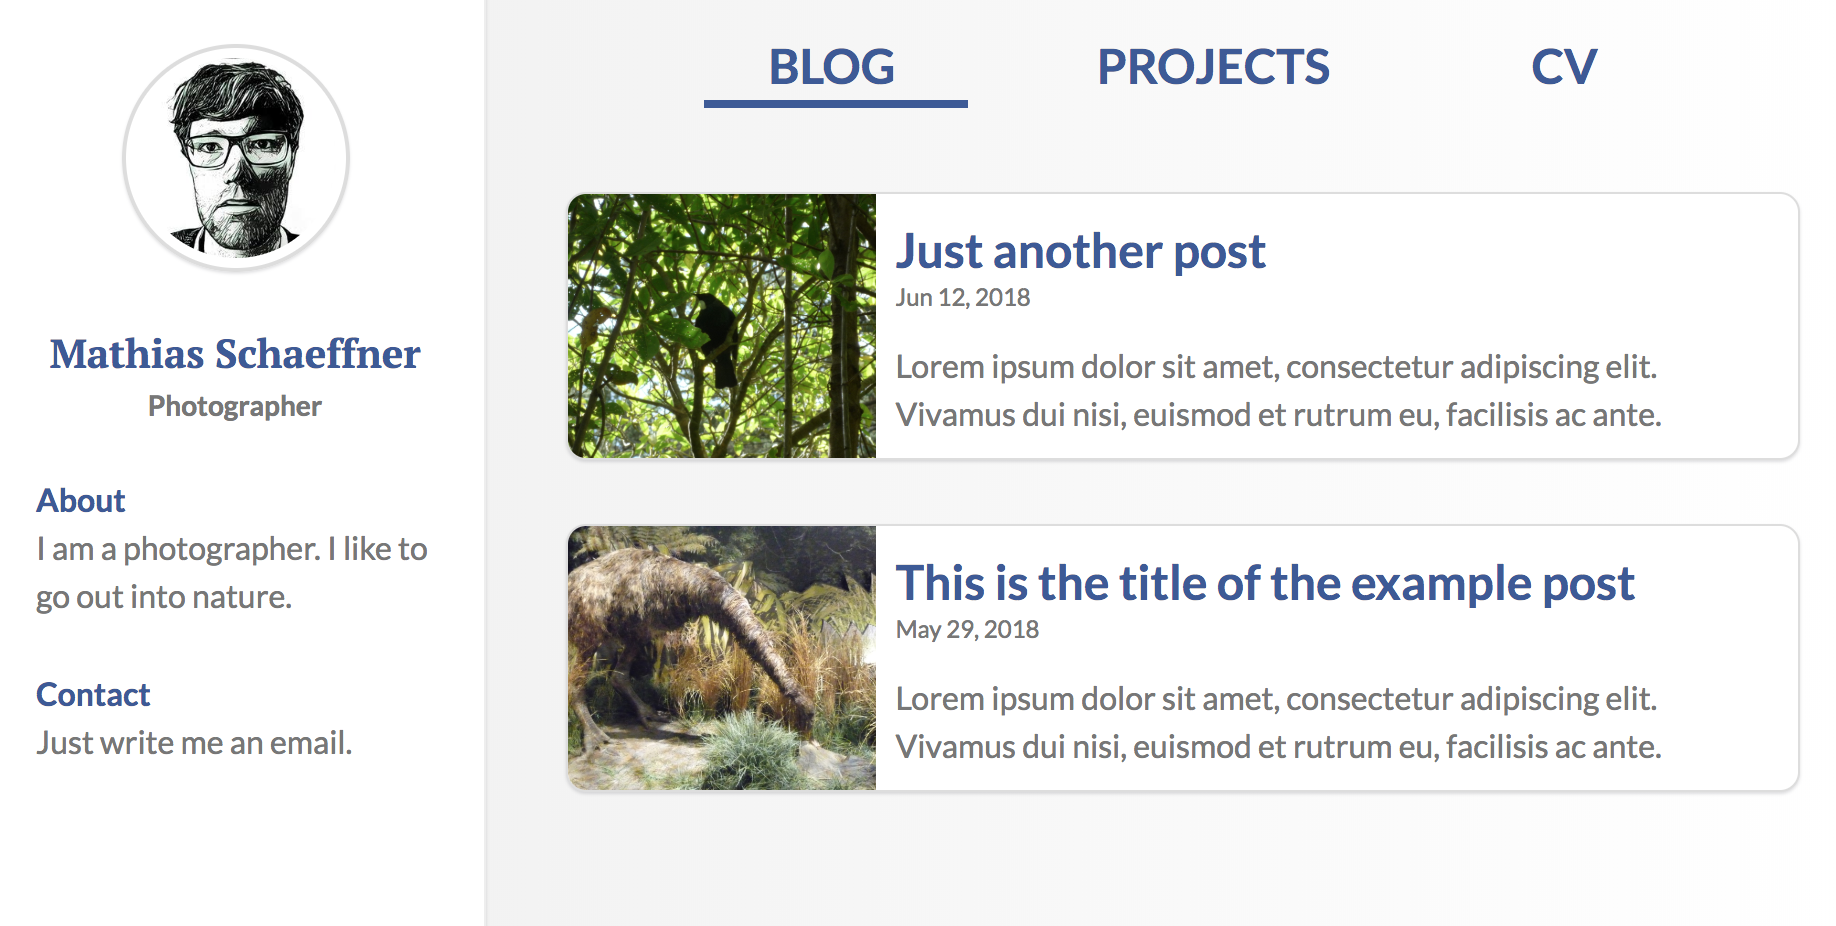 Mathias Schaeffner
Photographer
About
I am a photographer. I like to
go out into nature.
Contact
Just write me an email.
BLOG PROJECTS CV
Just another post
Jun 12, 2018
Lorem ipsum dolor sit amet, consectetur adipiscing elit.
Vivamus dui nisi, euismod et rutrum eu, facilisis ac ante.
This is the title of the example post
May 29, 2018
Lorem ipsum dolor sit amet, consectetur adipiscing elit.
Vivamus dui nisi, euismod et rutrum eu, facilisis ac ante.